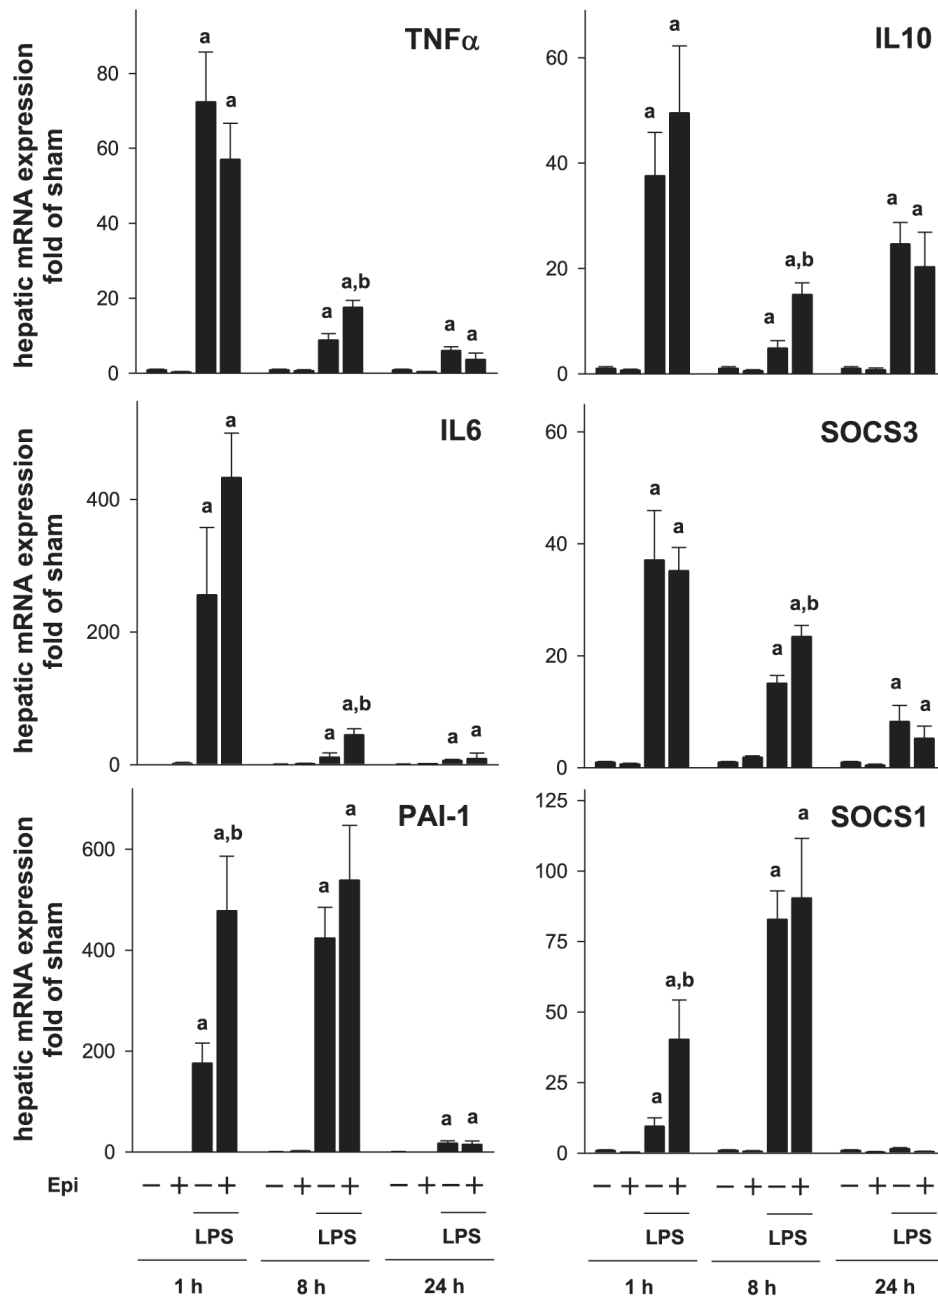 TNFα
hepatic mRNA expression
fold of sham
80
60
40
20
0
a
a
a
a,b
a
a
IL10
60
40
20
0
a
a
a
a,b
a
a
IL6
hepatic mRNA expression
fold of sham
400
200
0
a
a
a
a,b
a
a
SOCS3
60
40
20
0
a
a
a
a,b
a
a
PAI-1
hepatic mRNA expression
fold of sham
600
400
200
0
a
a,b
a
a
a
a
SOCS1
125
100
75
50
25
0
a
a,b
a
a
Epi − + − + − + − + − + − + − + − + − + − + − + − +
LPS LPS LPS LPS LPS LPS
1 h 8 h 24 h 1 h 8 h 24 h